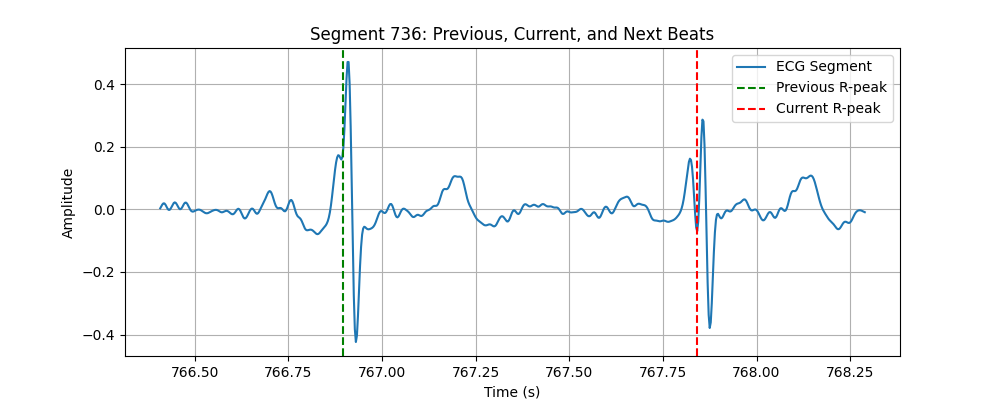 Segment 736: Previous, Current, and Next Beats
ECG Segment
Previous R-peak
Current R-peak
Amplitude
0.4
0.2
0.0
−0.2
−0.4
766.50 766.75 767.00 767.25 767.50 767.75 768.00 768.25
Time (s)